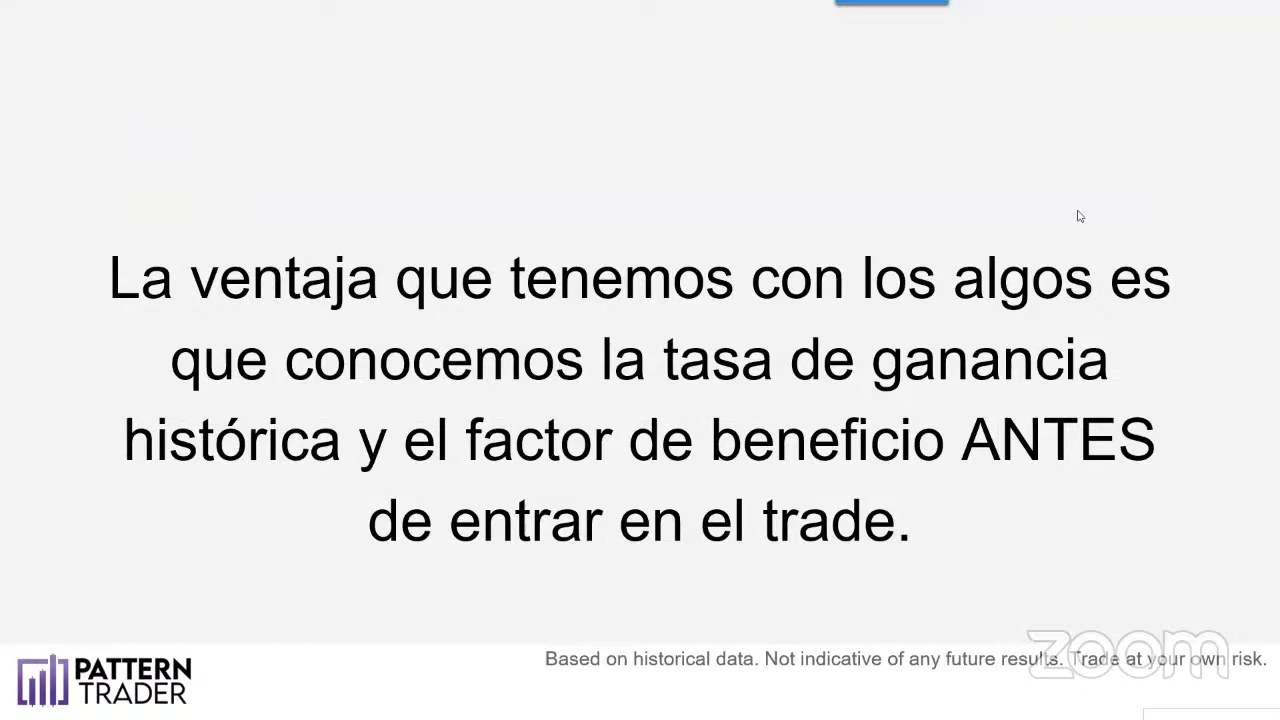 La ventaja que tenemos con los algos es
que conocemos la tasa de ganancia
histórica y el factor de beneficio ANTES
de entrar en el trade.
PATTERN
TRADER
Based on historical data. Not indicative of any future results. Trade at your own risk.
zoom